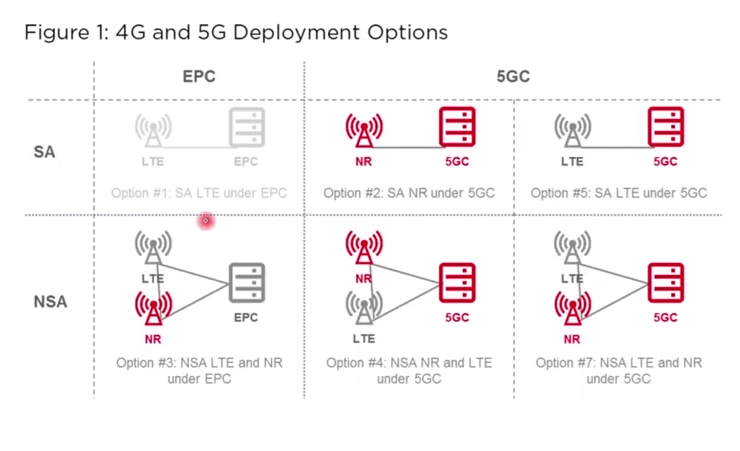 Figure 1: 4G and 5G Deployment Options
EPC
5GC
SA
LTE
EPC
Option #1: SA LTE under EPC
NR
5GC
Option #2: SA NR under 5GC
LTE
5GC
Option #5: SA LTE under 5GC
NSA
LTE
NR
EPC
Option #3: NSA LTE and NR
under EPC
NR
LTE
5GC
Option #4: NSA NR and LTE
under 5GC
LTE
NR
5GC
Option #7: NSA LTE and NR
under 5GC